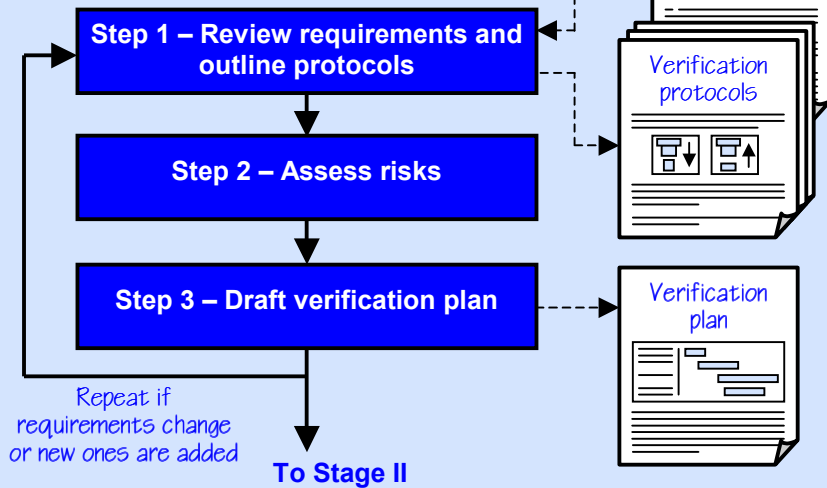 Step 1 – Review requirements and
outline protocols
Verification
protocols
Step 2 – Assess risks
Step 3 – Draft verification plan
Verification
plan
Repeat if
requirements change
or new ones are added
To Stage II